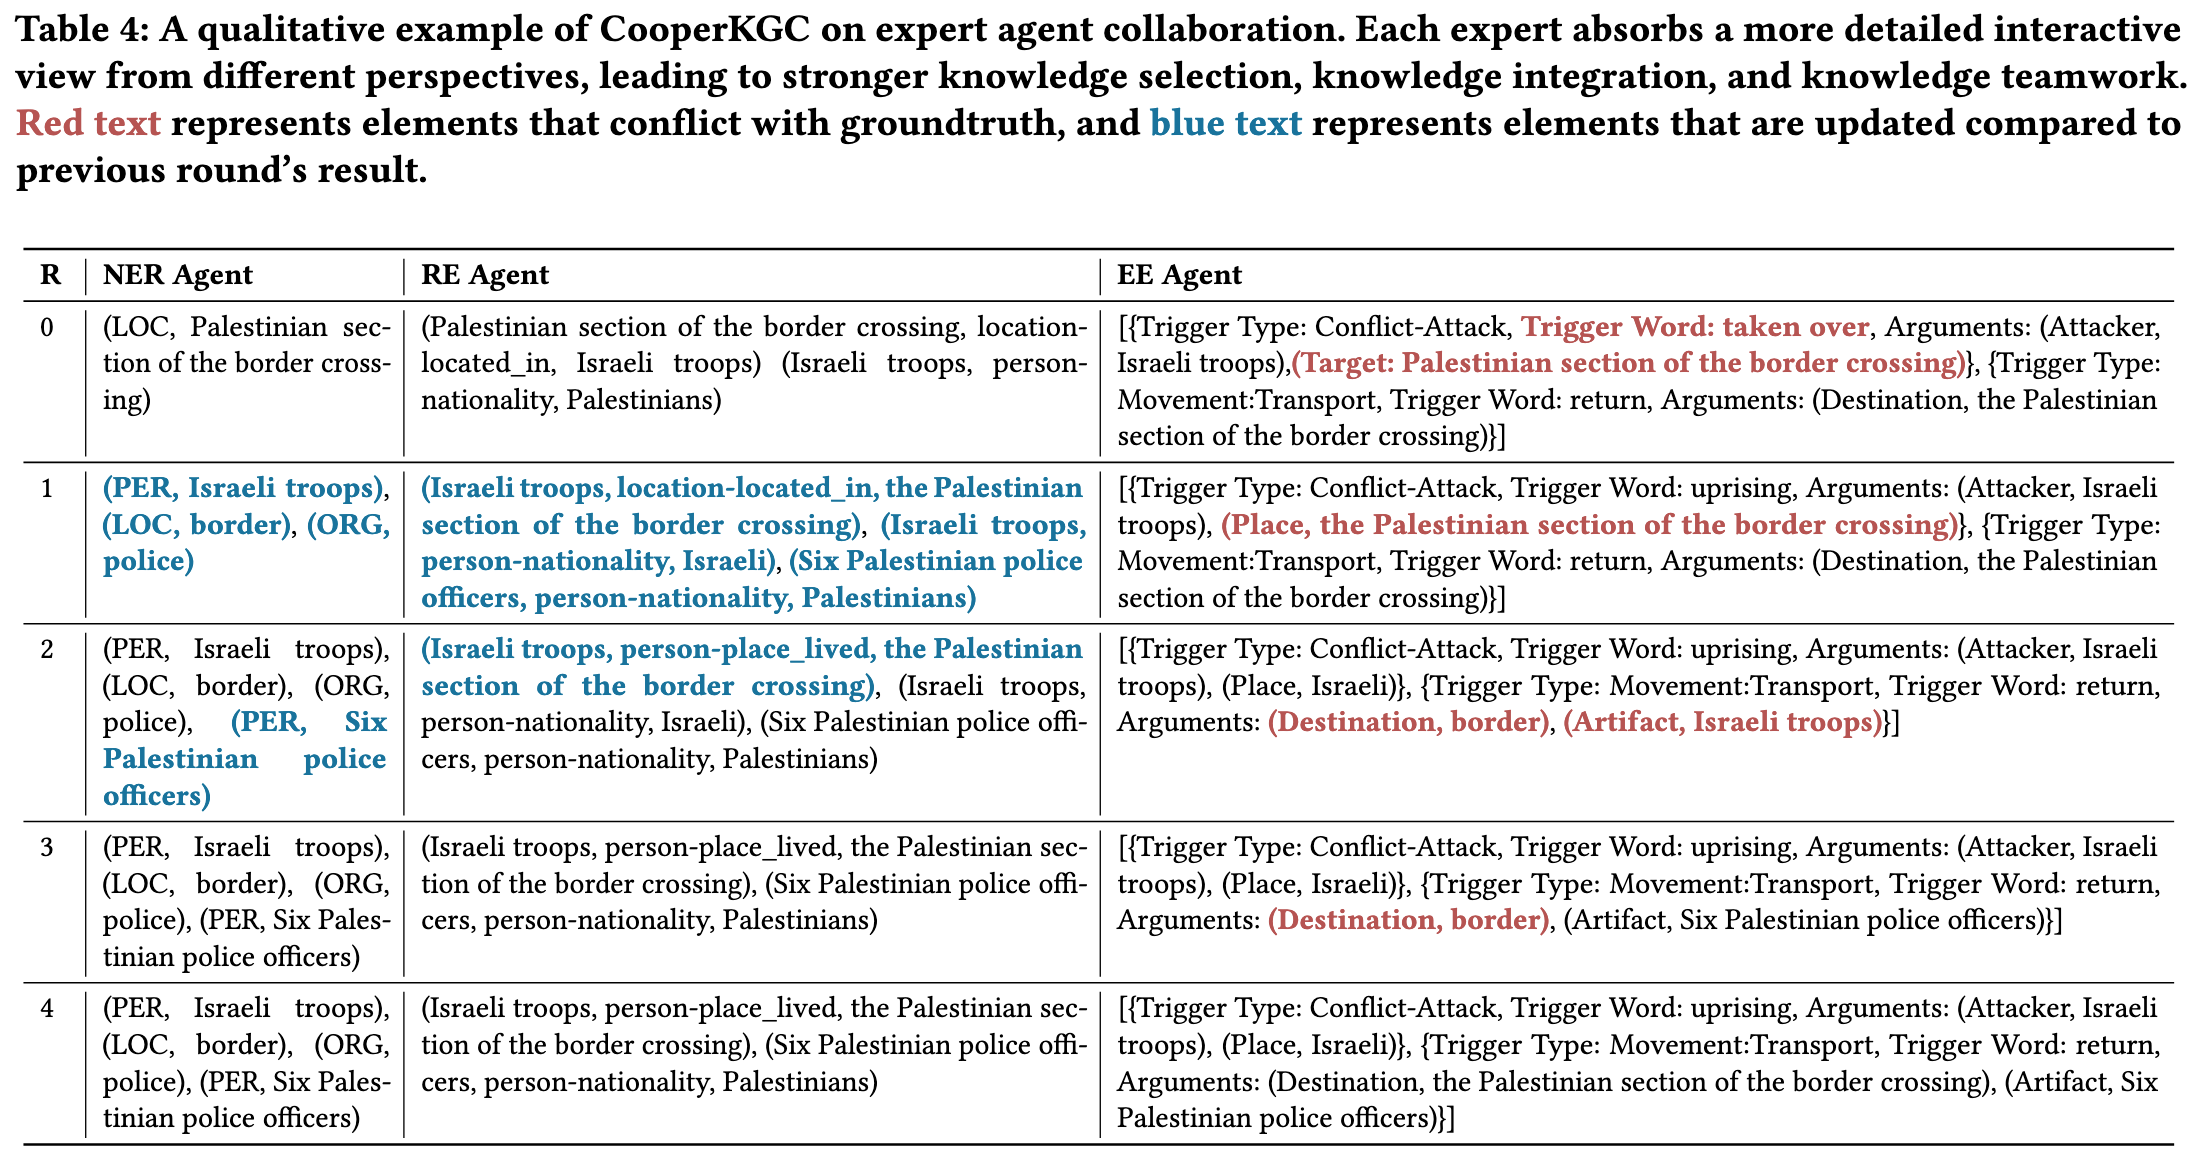 Table 4: A qualitative example of CooperKGC on expert agent collaboration. Each expert absorbs a more detailed interactive
view from different perspectives, leading to stronger knowledge selection, knowledge integration, and knowledge teamwork.
Red text represents elements that conflict with groundtruth, and blue text represents elements that are updated compared to
previous round's result.
R | NER Agent | RE Agent | EE Agent
0
(LOC, Palestinian sec-
tion of the border cross-
ing)
(Palestinian section of the border crossing, location-
located_in, Israeli troops) (Israeli troops, person-
nationality, Palestinians)
[{Trigger Type: Conflict-Attack, Trigger Word: taken over, Arguments: (Attacker,
Israeli troops),(Target: Palestinian section of the border crossing)}, {Trigger Type:
Movement:Transport, Trigger Word: return, Arguments: (Destination, the Palestinian
section of the border crossing)}]
1
(PER, Israeli troops),
(LOC, border), (ORG,
police)
(Israeli troops, location-located_in, the Palestinian
section of the border crossing), (Israeli troops,
person-nationality, Israeli), (Six Palestinian police
officers, person-nationality, Palestinians)
[{Trigger Type: Conflict-Attack, Trigger Word: uprising, Arguments: (Attacker, Israeli
troops), (Place, the Palestinian section of the border crossing)}, {Trigger Type:
Movement:Transport, Trigger Word: return, Arguments: (Destination, the Palestinian
section of the border crossing)}]
2
(PER, Israeli troops),
(LOC, border), (ORG,
police), (PER, Six
Palestinian police
officers)
(Israeli troops, person-place_lived, the Palestinian
section of the border crossing), (Israeli troops,
person-nationality, Israeli), (Six Palestinian police offi-
cers, person-nationality, Palestinians)
[{Trigger Type: Conflict-Attack, Trigger Word: uprising, Arguments: (Attacker, Israeli
troops), (Place, Israeli)}, {Trigger Type: Movement:Transport, Trigger Word: return,
Arguments: (Destination, border), (Artifact, Israeli troops)}]
3
(PER, Israeli troops),
(LOC, border), (ORG,
police), (PER, Six Pales-
tinian police officers)
(Israeli troops, person-place_lived, the Palestinian sec-
tion of the border crossing), (Six Palestinian police offi-
cers, person-nationality, Palestinians)
[{Trigger Type: Conflict-Attack, Trigger Word: uprising, Arguments: (Attacker, Israeli
troops), (Place, Israeli)}, {Trigger Type: Movement:Transport, Trigger Word: return,
Arguments: (Destination, border), (Artifact, Six Palestinian police officers)}]
4
(PER, Israeli troops),
(LOC, border), (ORG,
police), (PER, Six Pales-
tinian police officers)
(Israeli troops, person-place_lived, the Palestinian sec-
tion of the border crossing), (Six Palestinian police offi-
cers, person-nationality, Palestinians)
[{Trigger Type: Conflict-Attack, Trigger Word: uprising, Arguments: (Attacker, Israeli
troops), (Place, Israeli)}, {Trigger Type: Movement:Transport, Trigger Word: return,
Arguments: (Destination, the Palestinian section of the border crossing), (Artifact, Six
Palestinian police officers)}]